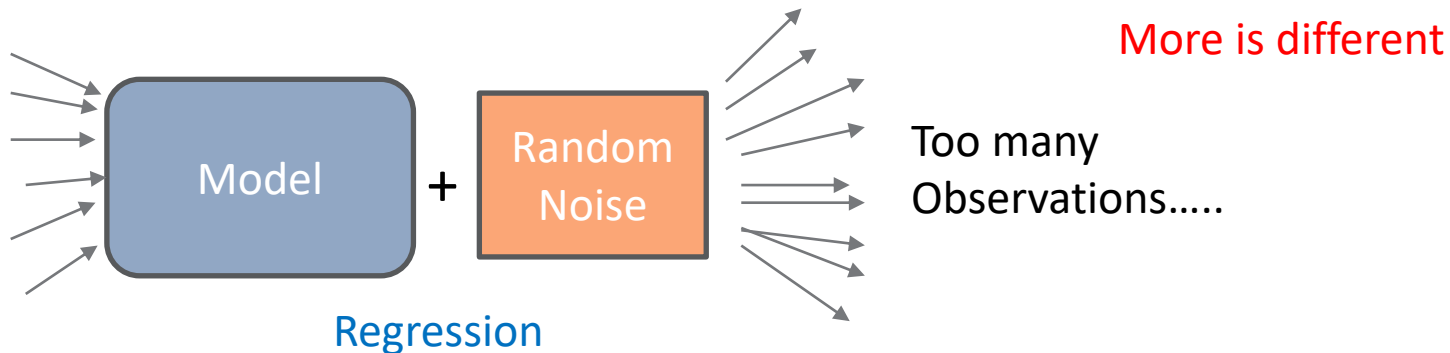 More is different
Model
+
Random
Noise
Too many
Observations…..
Regression